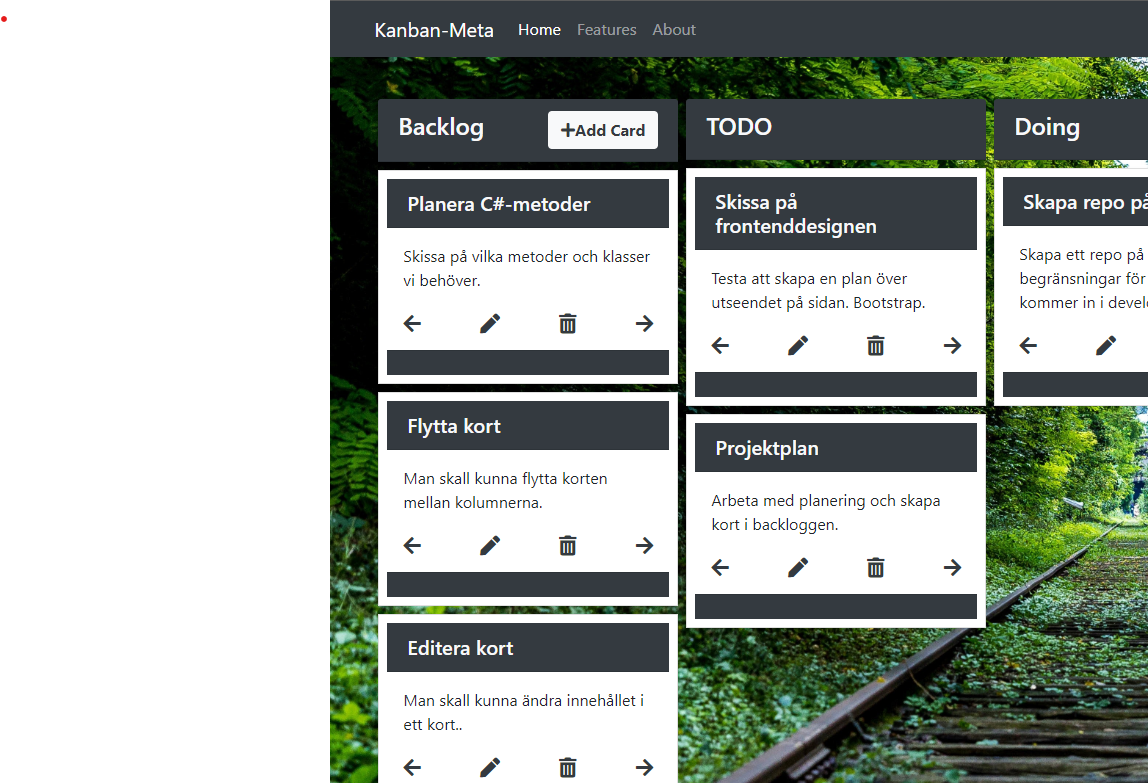 Kanban-Meta Home Features About
Backlog
Add Card
Planera C#-metoder
Skissa på vilka metoder och klasser
vi behöver.
Flytta kort
Man skall kunna flytta korten
mellan kolumnerna.
Editera kort
Man skall kunna ändra innehållet i
ett kort..
TODO
Skissa på
frontenddesignen
Testa att skapa en plan över
utseendet på sidan. Bootstrap.
Projektplan
Arbeta med planering och skapa
kort i backloggen.
Doing
Skapa repo på
Skapa ett repo på
begränsningar för
kommer in i devel